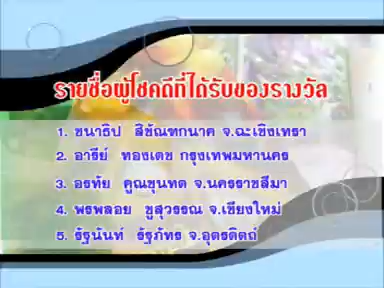 รายชื่อผู้โชคดีที่ได้รับของรางวัล
1. ชนาธิป สิขัณฑกนาค จ.ฉะเชิงเทรา
2. อารีย์ ทองเดช กรุงเทพมหานคร
3. อรทัย คูณขุนทด จ.นครราชสีมา
4. พรพลอย ชูสุวรรณ จ.เชียงใหม่
5. รัฐนันท์ รัฐภัทร จ.อุตรดิตถ์